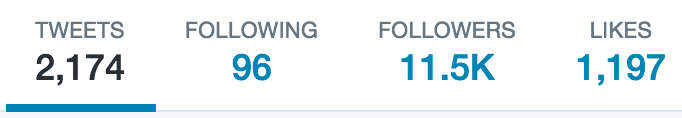 TWEETS FOLLOWING FOLLOWERS LIKES
2,174 96 11.5K 1,197